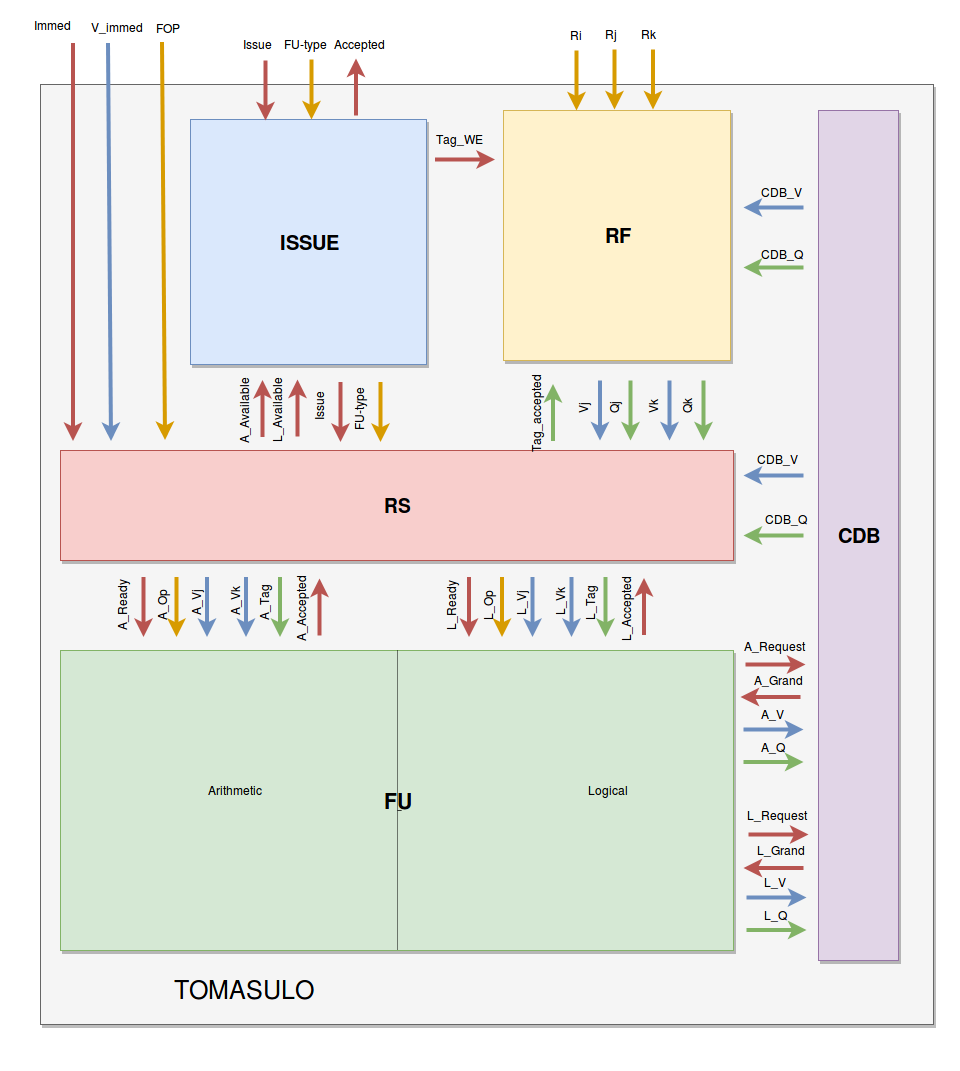 Immed
V_immed
FOP
Issue
FU-type
Accepted
Ri
Rj
Rk
Tag_WE
ISSUE
RF
CDB_V
CDB_Q
A_Available
L_Available
Issue
FU-type
Tag_accepted
Vj
Qj
Vk
Qk
RS
CDB_V
CDB_Q
CDB
A_Ready
A_Op
A_Vj
A_Vk
A_Tag
A_Accepted
L_Ready
L_Op
L_Vj
L_Vk
L_Tag
L_Accepted
A_Request
A_Grand
A_V
A_Q
Arithmetic
FU
Logical
L_Request
L_Grand
L_V
L_Q
TOMASULO